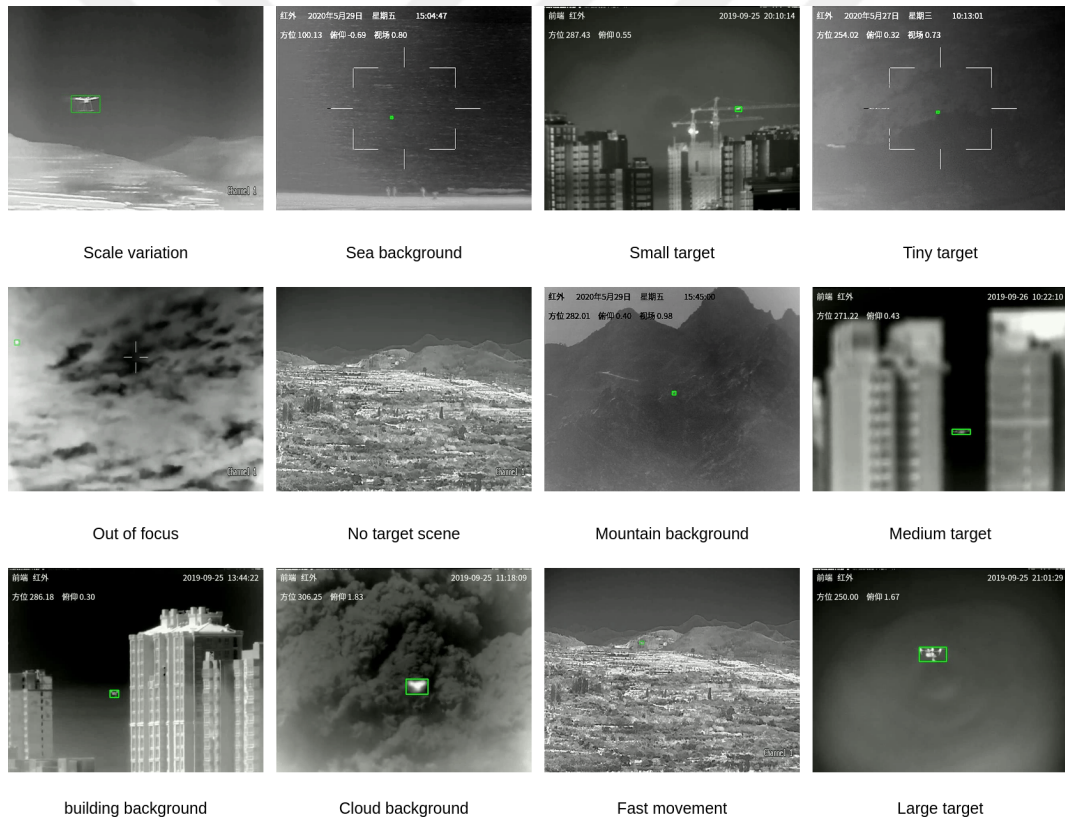 红外 2020年5月29日 星期五 15:04:47
方位 100.13 俯仰 -0.69 视场 0.80
前端 红外 2019-09-25 20:10:14
方位 287.43 俯仰 0.55
红外 2020年5月27日 星期三 10:13:01
方位 254.02 俯仰 0.32 视场 0.73
Channel 1
Scale variation
Sea background
Small target
Tiny target
红外 2020年5月29日 星期五 15:45:00
方位 282.01 俯仰 0.40 视场 0.98
前端 红外 2019-09-26 10:22:10
方位 271.22 俯仰 0.43
Channel 1
Channel 1
Out of focus
No target scene
Mountain background
Medium target
前端 红外 2019-09-25 13:44:22
方位 286.18 俯仰 0.30
前端 红外 2019-09-25 11:18:09
方位 306.25 俯仰 1.83
前端 红外 2019-09-25 21:01:29
方位 250.00 俯仰 1.67
Channel 1
building background
Cloud background
Fast movement
Large target